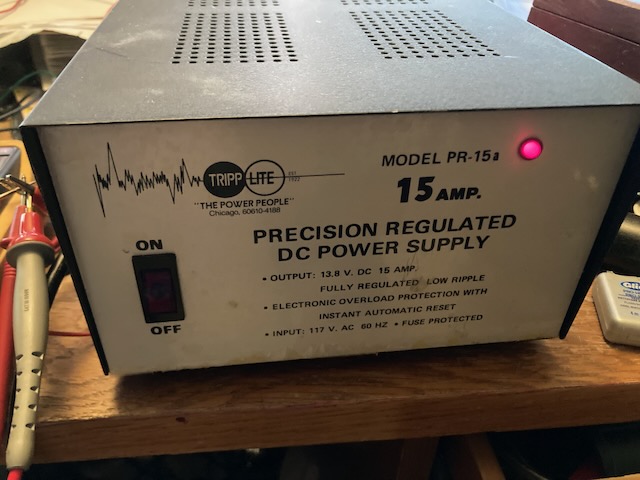 MODEL PR-15a
TRIPP LITE EST. 1922
15 AMP.
"THE POWER PEOPLE"
Chicago, 60610-4188
PRECISION REGULATED
DC POWER SUPPLY
ON
OFF
• OUTPUT: 13.8 V. DC 15 AMP.
FULLY REGULATED LOW RIPPLE
• ELECTRONIC OVERLOAD PROTECTION WITH
INSTANT AUTOMATIC RESET
• INPUT: 117 V. AC 60 HZ • FUSE PROTECTED